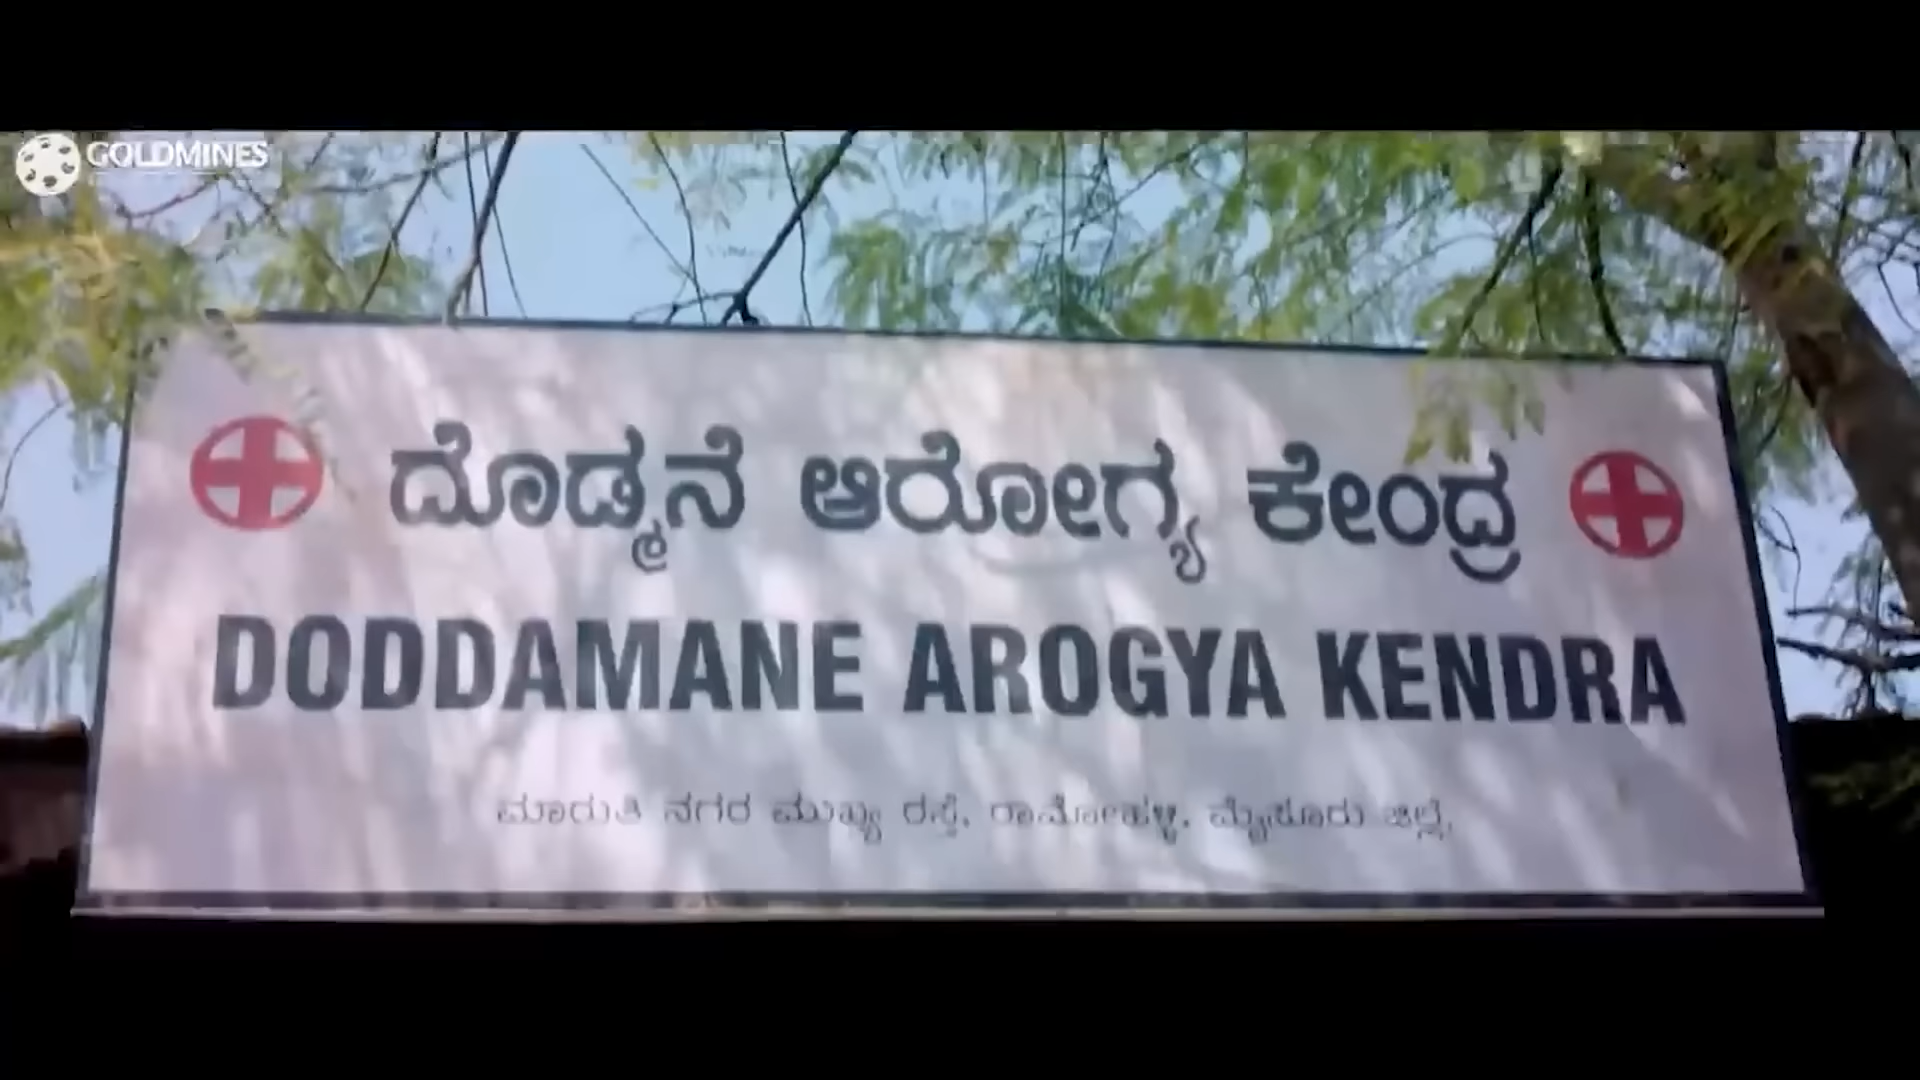 GOLDMINES
ದೊಡ್ಮನೆ ಆರೋಗ್ಯ ಕೇಂದ್ರ
DODDAMANE AROGYA KENDRA
ಮಾರುತಿ ನಗರ ಮುಖ್ಯ ರಸ್ತೆ, ಮೈಸೂರು ಜಿಲ್ಲೆ.